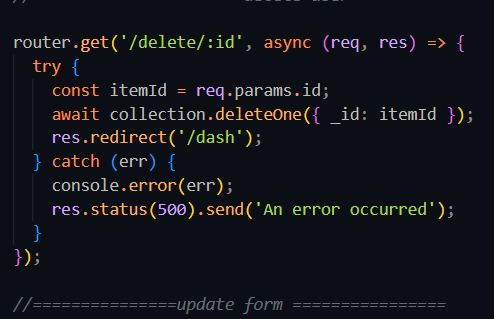 router.get('/delete/:id', async (req, res) => {
  try {
    const itemId = req.params.id;
    await collection.deleteOne({ _id: itemId });
    res.redirect('/dash');
  } catch (err) {
    console.error(err);
    res.status(500).send('An error occurred');
  }
});
//===============update form ================